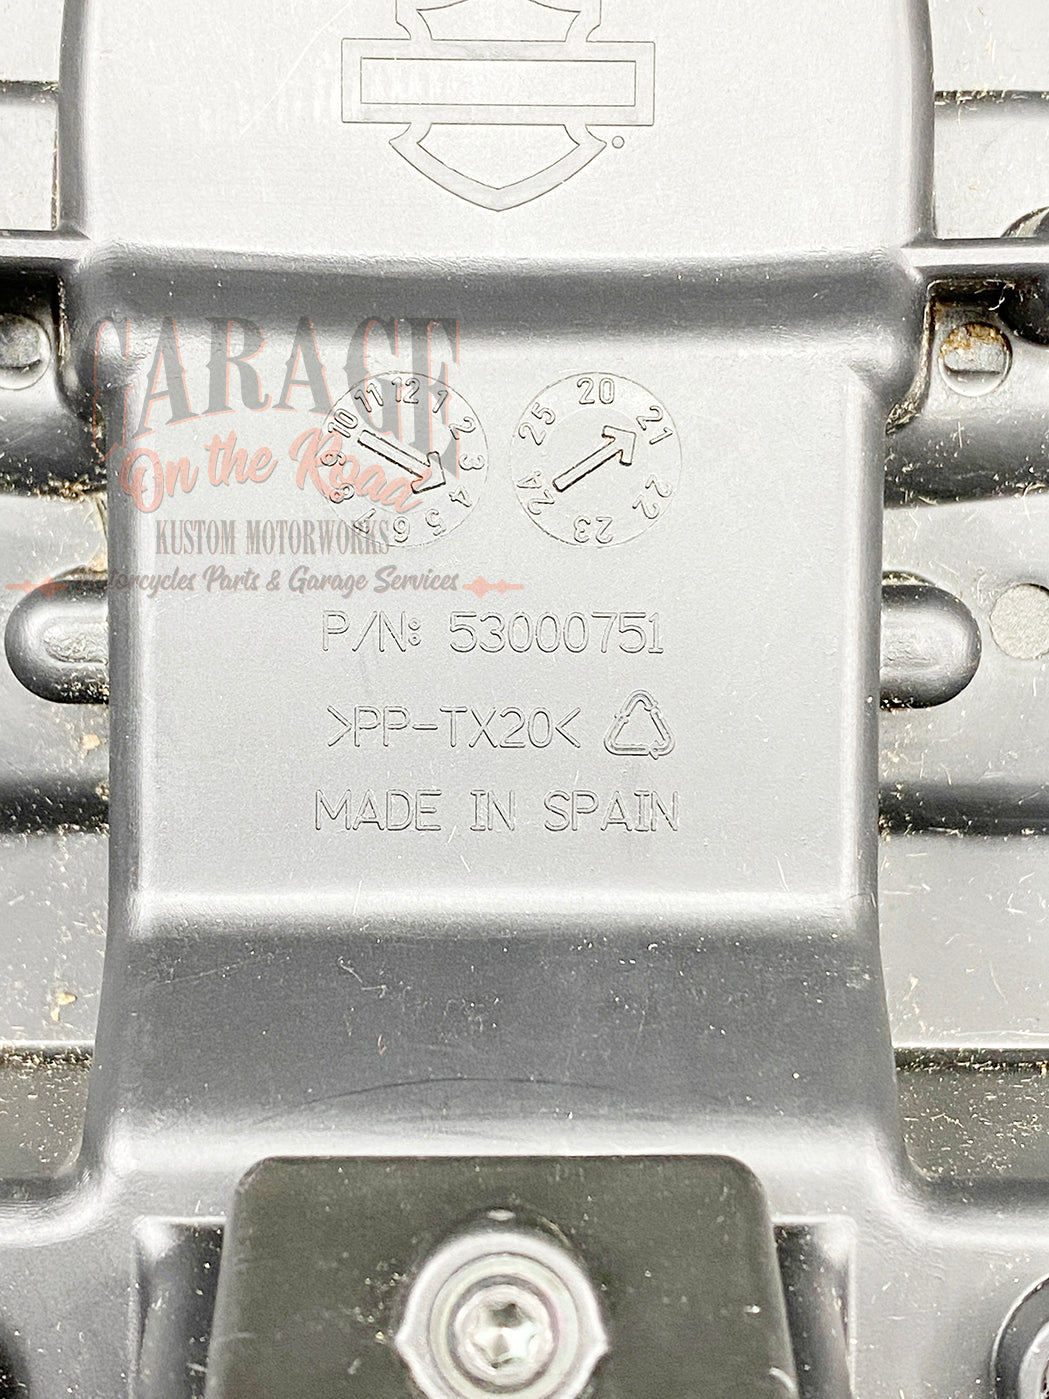 GARAGE
On the Road
KUSTOM MOTORWORKS
Motorcycles Parts & Garage Services
12 1 2 3 4 5 6 7 8 9 10 11
20 21 22 23 24 25
P/N: 53000751
>PP-TX20<
MADE IN SPAIN